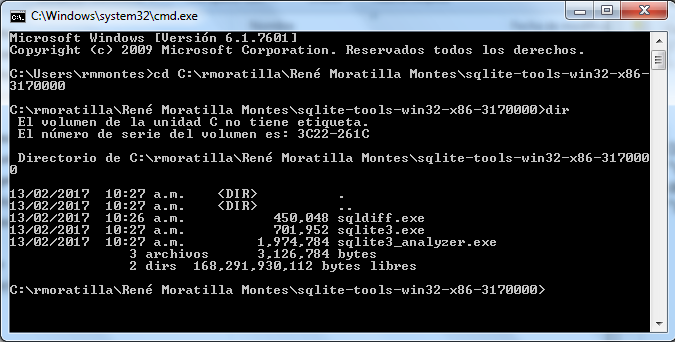 C:\Windows\system32\cmd.exe
Microsoft Windows [Versión 6.1.7601]
Copyright (c) 2009 Microsoft Corporation. Reservados todos los derechos.
C:\Users\rmmontes>cd C:\rmoratilla\René Moratilla Montes\sqlite-tools-win32-x86-
3170000
C:\rmoratilla\René Moratilla Montes\sqlite-tools-win32-x86-3170000>dir
El volumen de la unidad C no tiene etiqueta.
El número de serie del volumen es: 3C22-261C
Directorio de C:\rmoratilla\René Moratilla Montes\sqlite-tools-win32-x86-317000
0
13/02/2017  10:27 a.m.    <DIR>          .
13/02/2017  10:27 a.m.    <DIR>          ..
13/02/2017  10:26 a.m.           450,048 sqldiff.exe
13/02/2017  10:27 a.m.           701,952 sqlite3.exe
13/02/2017  10:27 a.m.         1,974,784 sqlite3_analyzer.exe
3 archivos      3,126,784 bytes
2 dirs  168,291,930,112 bytes libres
C:\rmoratilla\René Moratilla Montes\sqlite-tools-win32-x86-3170000>